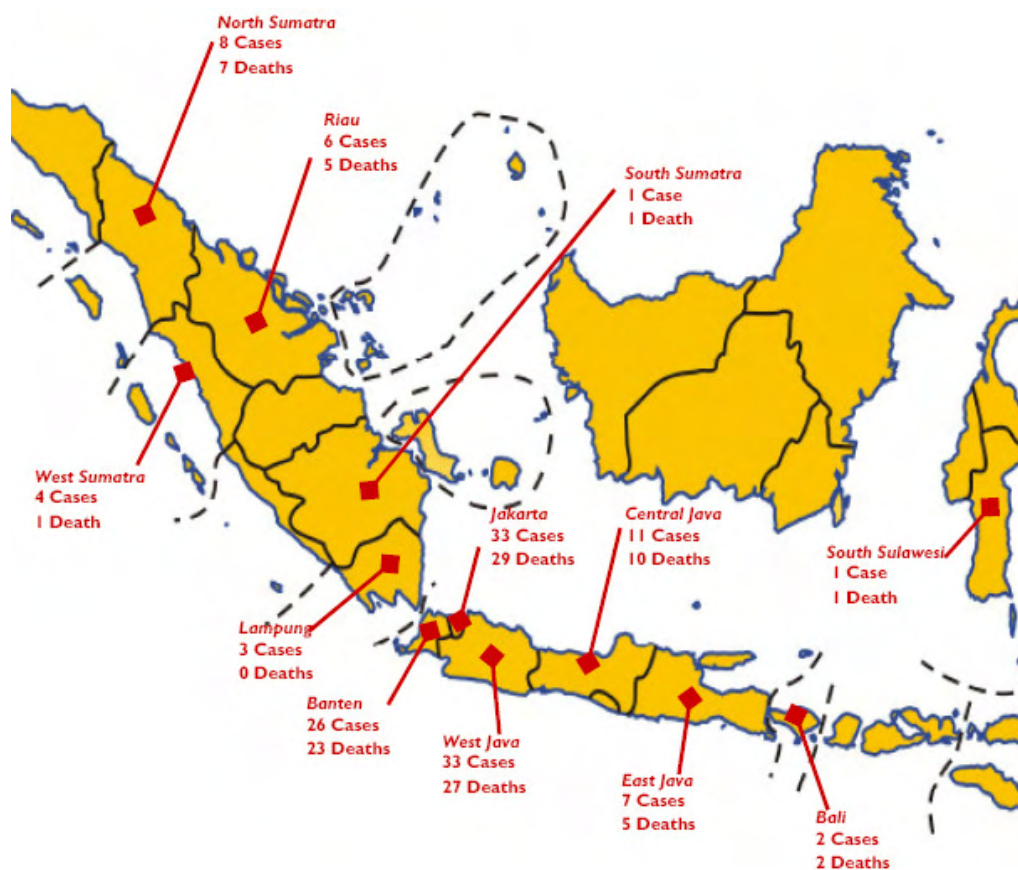 North Sumatra
8 Cases
7 Deaths
Riau
6 Cases
5 Deaths
South Sumatra
1 Case
1 Death
West Sumatra
4 Cases
1 Death
Jakarta
33 Cases
29 Deaths
Central Java
11 Cases
10 Deaths
South Sulawesi
1 Case
1 Death
Lampung
3 Cases
0 Deaths
Banten
26 Cases
23 Deaths
West Java
33 Cases
27 Deaths
East Java
7 Cases
5 Deaths
Bali
2 Cases
2 Deaths